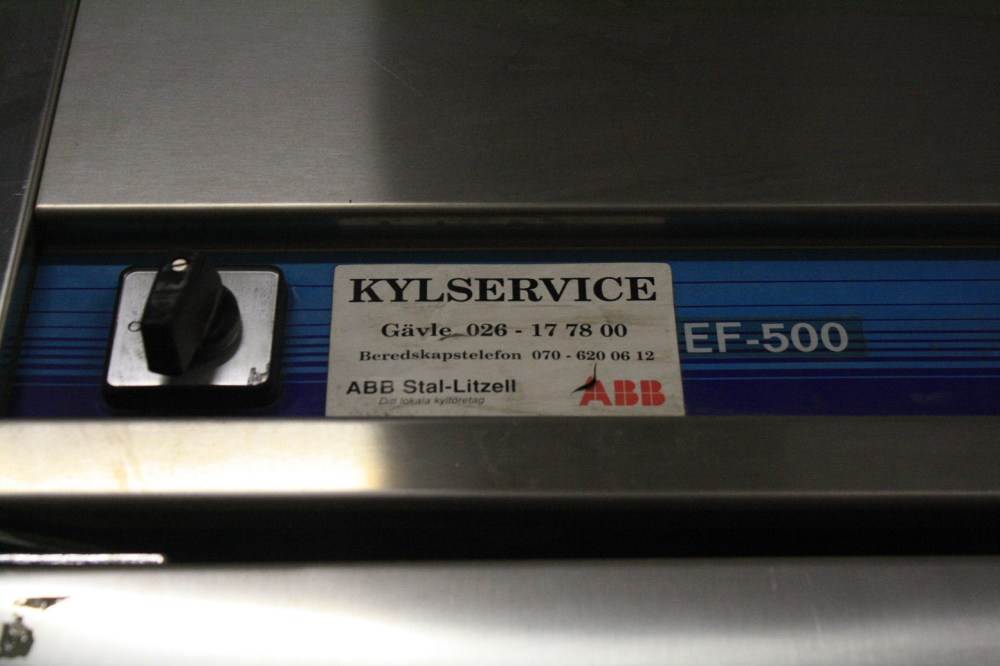 KYLSERVICE
Gävle 026 - 17 78 00
Beredskapstelefon 070 - 620 06 12
ABB Stal-Litzell
Ditt lokala kylföretag
ABB
EF-500